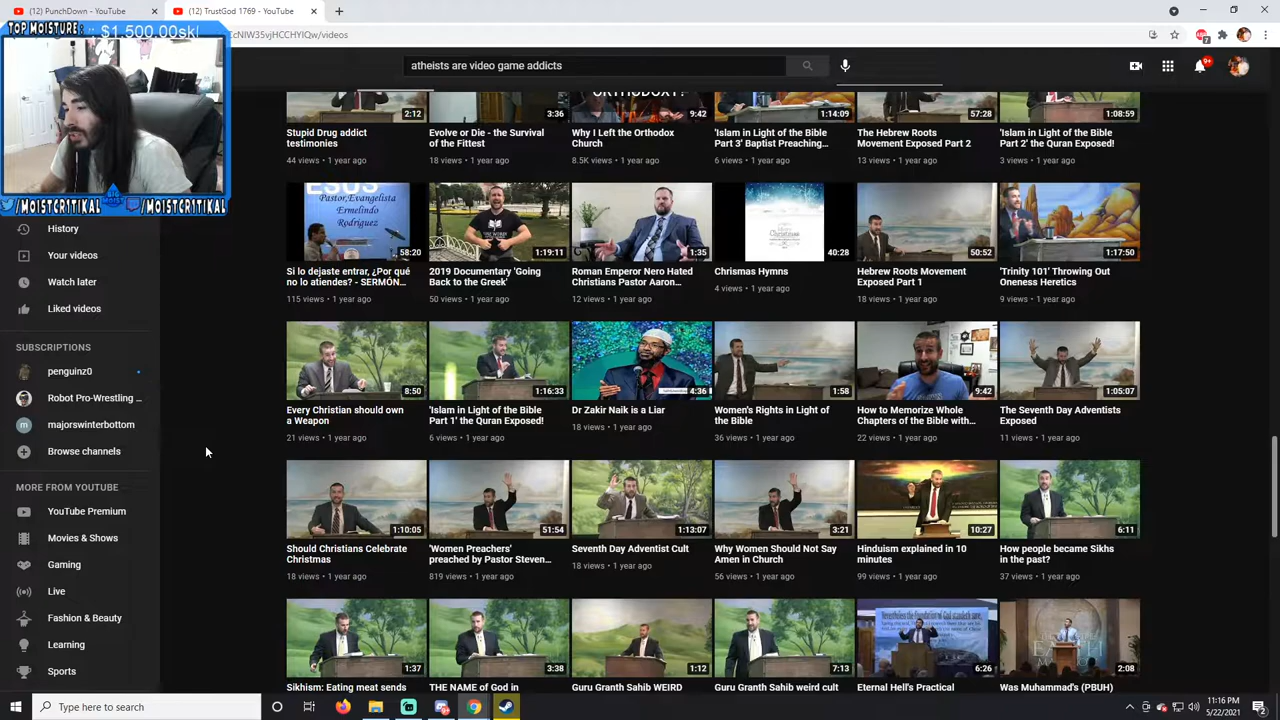 (12) PunchDown - YouTube
(12) TrustGod 1769 - YouTube
TOP MOISTURE :
$1,500.00
/videos
atheists are video game addicts
7
9+
/MOISTCR1TIKAL
/MOISTCR1TIKAL
History
Your videos
Watch later
Liked videos
SUBSCRIPTIONS
penguinz0
Robot Pro-Wrestling ...
m
majorswinterbottom
Browse channels
MORE FROM YOUTUBE
YouTube Premium
Movies & Shows
Gaming
Live
Fashion & Beauty
Learning
Sports
2:12
Stupid Drug addict
testimonies
44 views • 1 year ago
3:36
Evolve or Die - the Survival
of the Fittest
18 views • 1 year ago
9:42
Why I Left the Orthodox
Church
8.5K views • 1 year ago
1:14:09
'Islam in Light of the Bible
Part 3' Baptist Preaching...
6 views • 1 year ago
57:28
The Hebrew Roots
Movement Exposed Part 2
13 views • 1 year ago
1:08:59
'Islam in Light of the Bible
Part 2' the Quran Exposed!
3 views • 1 year ago
Pastor,Evangelista
Ermelindo
Rodriguez
58:20
Si lo dejaste entrar, ¿Por qué
no lo atiendes? - SERMÓN...
115 views • 1 year ago
1:19:11
2019 Documentary 'Going
Back to the Greek'
50 views • 1 year ago
1:35
Roman Emperor Nero Hated
Christians Pastor Aaron...
12 views • 1 year ago
Christmas
40:28
Chrismas Hymns
4 views • 1 year ago
50:52
Hebrew Roots Movement
Exposed Part 1
18 views • 1 year ago
1:17:50
'Trinity 101' Throwing Out
Oneness Heretics
9 views • 1 year ago
8:50
Every Christian should own
a Weapon
21 views • 1 year ago
1:16:33
'Islam in Light of the Bible
Part 1' the Quran Exposed!
6 views • 1 year ago
4:36
Dr Zakir Naik is a Liar
18 views • 1 year ago
1:58
Women's Rights in Light of
the Bible
36 views • 1 year ago
9:42
How to Memorize Whole
Chapters of the Bible with...
22 views • 1 year ago
1:05:07
The Seventh Day Adventists
Exposed
11 views • 1 year ago
1:10:05
Should Christians Celebrate
Christmas
18 views • 1 year ago
51:54
'Women Preachers'
preached by Pastor Steven...
819 views • 1 year ago
1:13:07
Seventh Day Adventist Cult
18 views • 1 year ago
3:21
Why Women Should Not Say
Amen in Church
56 views • 1 year ago
10:27
Hinduism explained in 10
minutes
99 views • 1 year ago
6:11
How people became Sikhs
in the past?
37 views • 1 year ago
1:37
Sikhism: Eating meat sends
3:38
THE NAME of God in
1:12
Guru Granth Sahib WEIRD
7:13
Guru Granth Sahib weird cult
6:26
Eternal Hell's Practical
2:08
Was Muhammad's (PBUH)
Type here to search
11:16 PM
5/22/2021
2